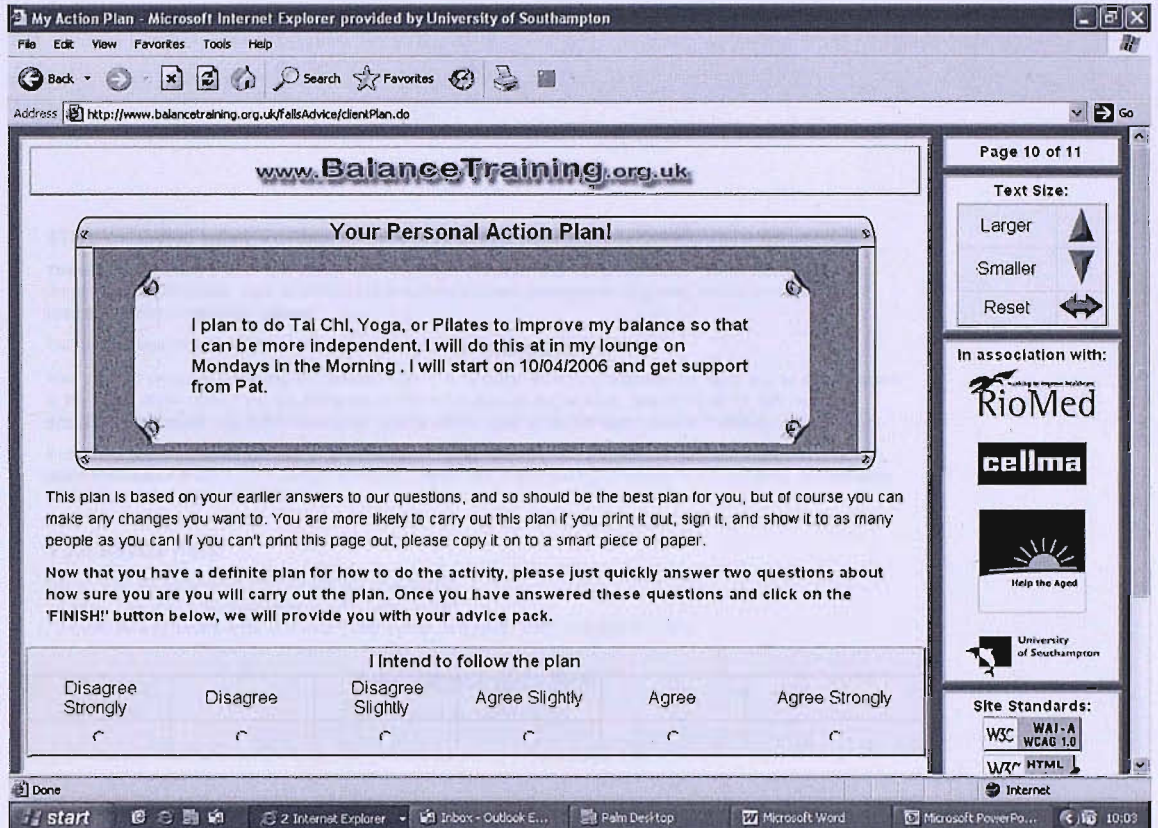 My Action Plan - Microsoft Internet Explorer provided by University of Southampton
File Edit View Favorites Tools Help
Back Search Favorites
Address http://www.balancetraining.org.uk/fallsAdvice/clientPlan.do Go
www.BalanceTraining.org.uk
Your Personal Action Plan!
I plan to do Tai Chi, Yoga, or Pilates to improve my balance so that
I can be more independent. I will do this at in my lounge on
Mondays in the Morning . I will start on 10/04/2006 and get support
from Pat.
This plan is based on your earlier answers to our questions, and so should be the best plan for you, but of course you can
make any changes you want to. You are more likely to carry out this plan if you print it out, sign it, and show it to as many
people as you can! If you can't print this page out, please copy it on to a smart piece of paper.
Now that you have a definite plan for how to do the activity, please just quickly answer two questions about
how sure you are you will carry out the plan. Once you have answered these questions and click on the
'FINISH!' button below, we will provide you with your advice pack.
I Intend to follow the plan
Disagree Strongly
Disagree
Disagree Slightly
Agree Slightly
Agree
Agree Strongly
Page 10 of 11
Text Size:
Larger
Smaller
Reset
In association with:
working to improve healthcare
RioMed
cellma
Help the Aged
University
of Southampton
Site Standards:
W3C WAI-A
WCAG 1.0
W3C HTML
Done Internet
start 2 Internet Explorer Inbox - Outlook E... Palm Desktop Microsoft Word Microsoft PowerPo... 10:03